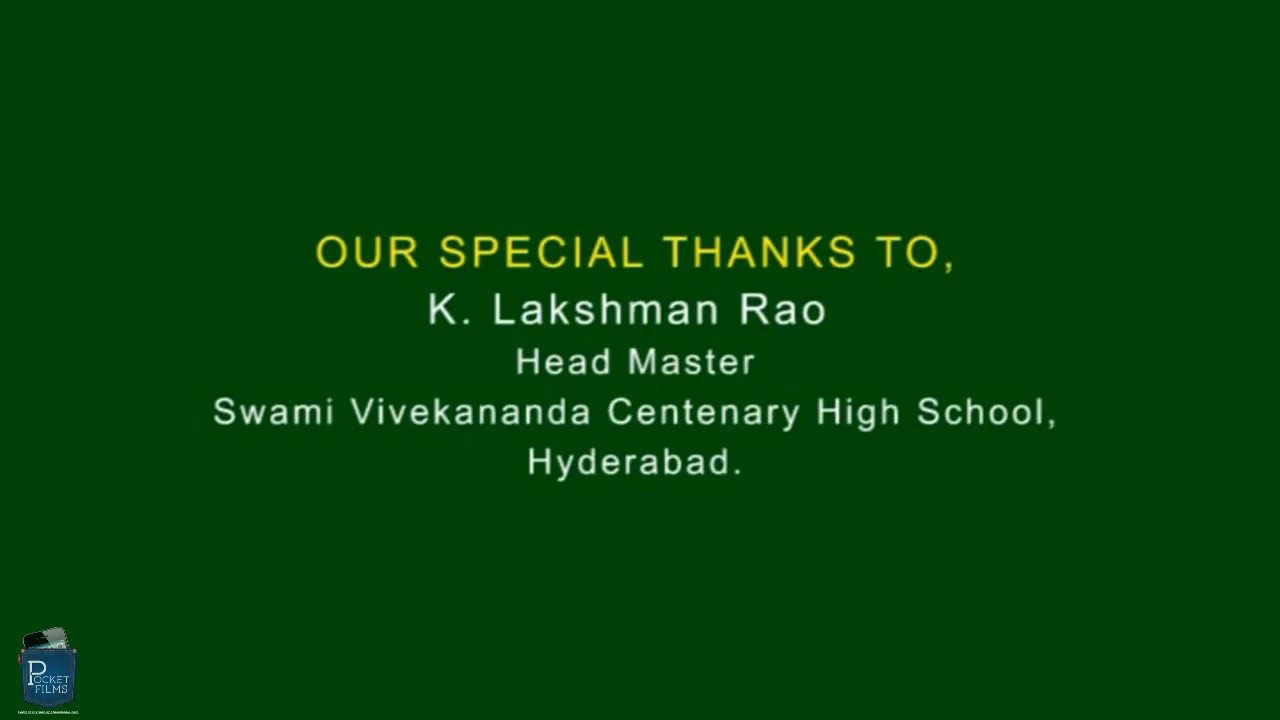 OUR SPECIAL THANKS TO,
K. Lakshman Rao
Head Master
Swami Vivekananda Centenary High School,
Hyderabad.
POCKET
FILMS